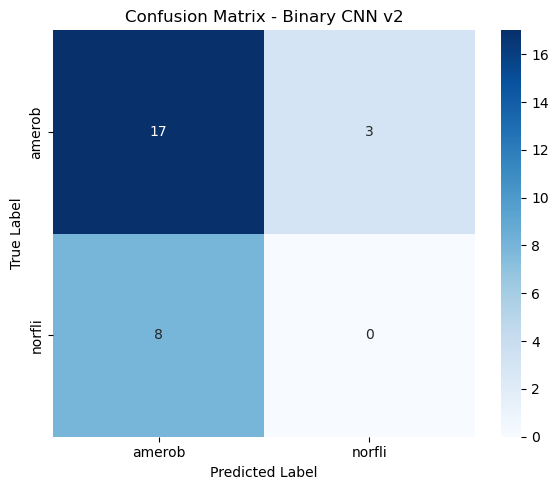 Confusion Matrix - Binary CNN v2
True Label
amerob
norfli
17
3
8
0
amerob
norfli
Predicted Label
16
14
12
10
8
6
4
2
0